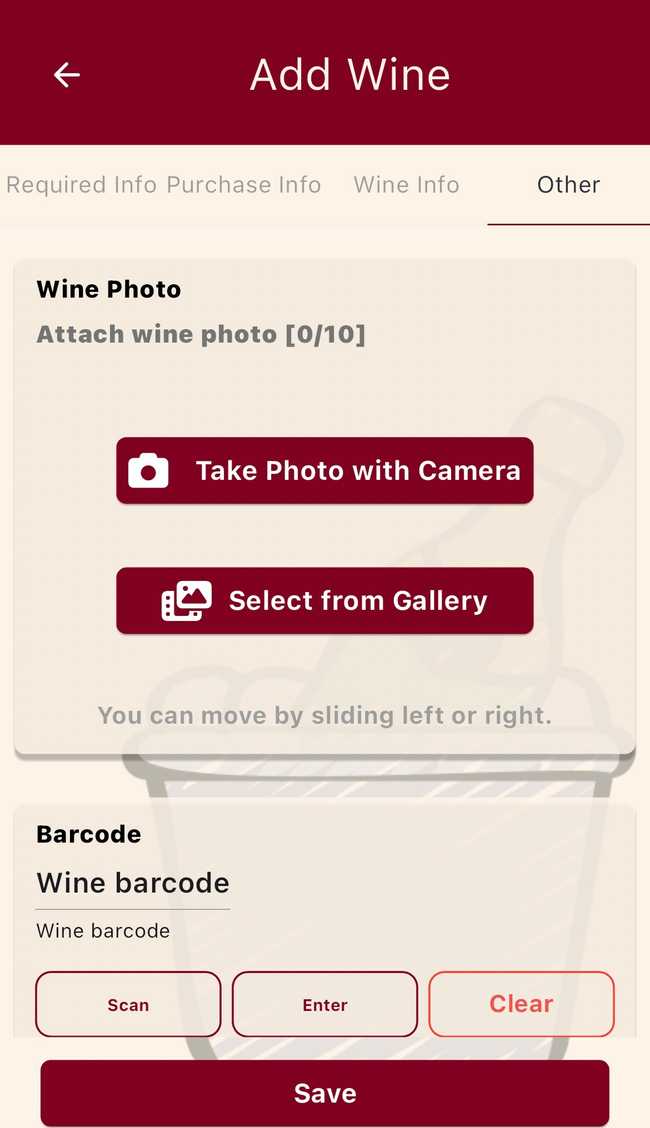 Add Wine
Required Info Purchase Info Wine Info Other
Wine Photo
Attach wine photo [0/10]
Take Photo with Camera
Select from Gallery
You can move by sliding left or right.
Barcode
Wine barcode
Wine barcode
Scan Enter Clear
Save